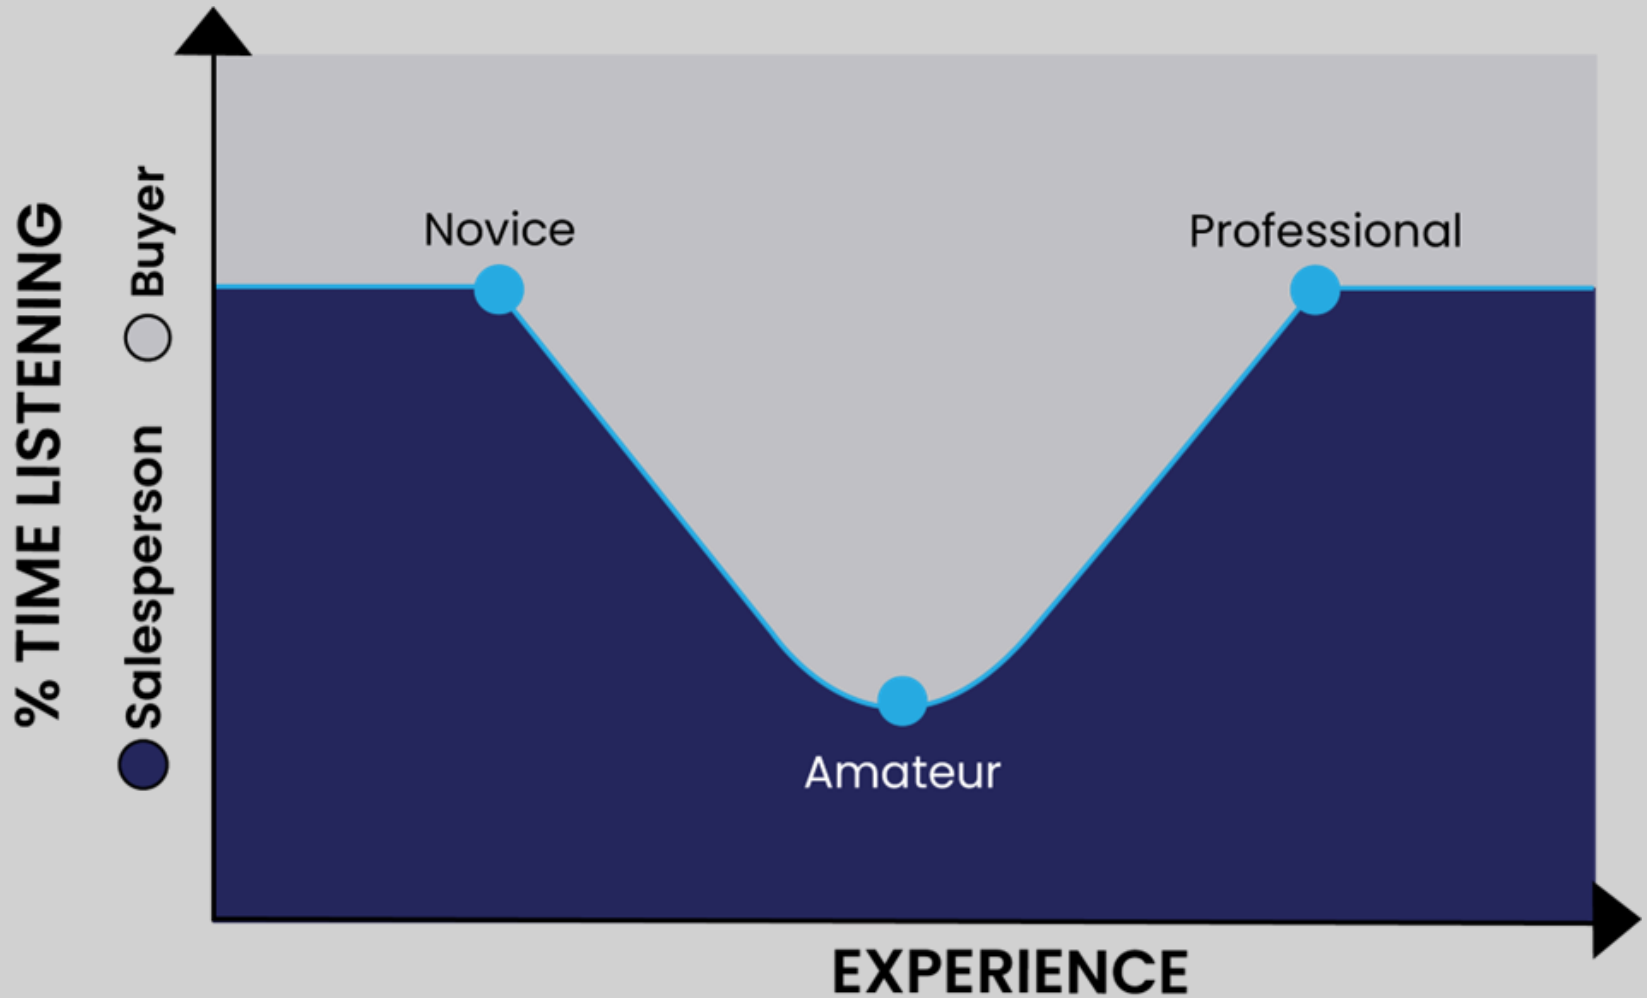 % TIME LISTENING
Salesperson
Buyer
Novice
Professional
Amateur
EXPERIENCE